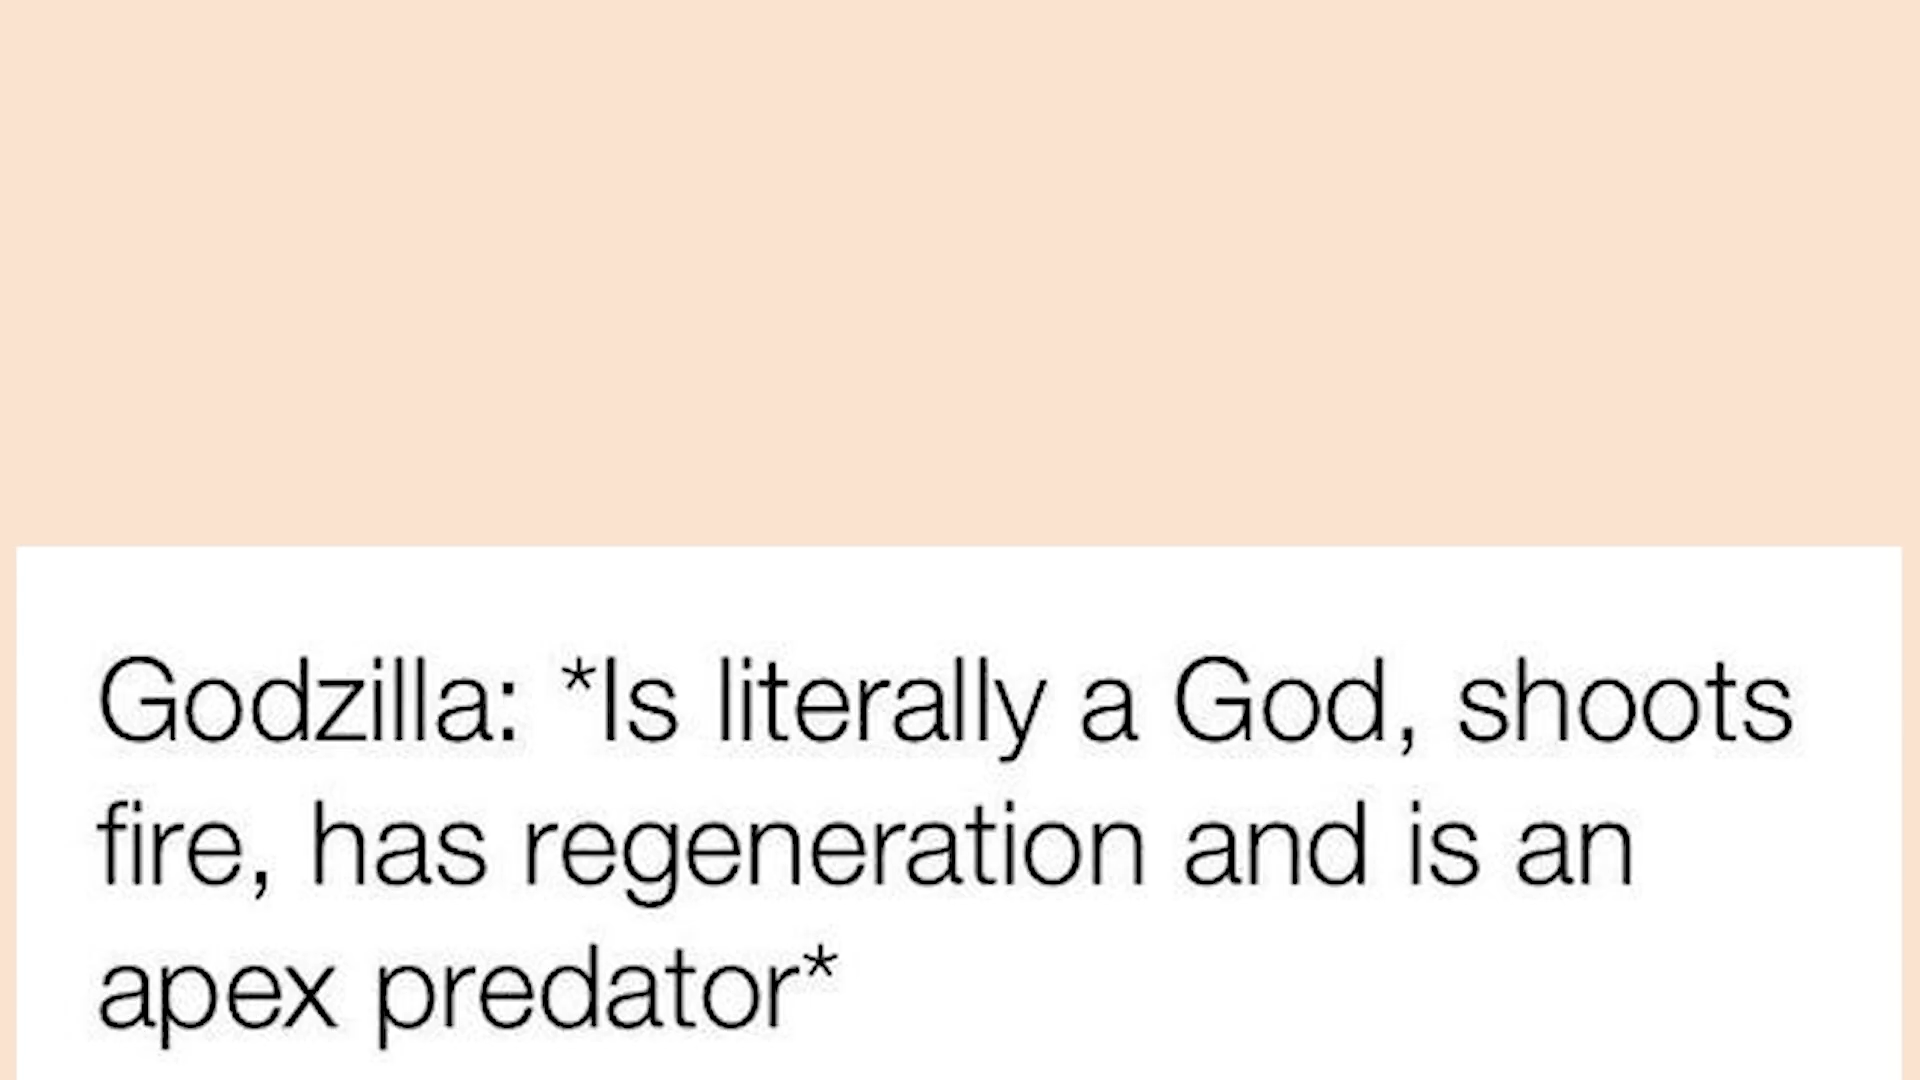 Godzilla: *Is literally a God, shoots
fire, has regeneration and is an
apex predator*